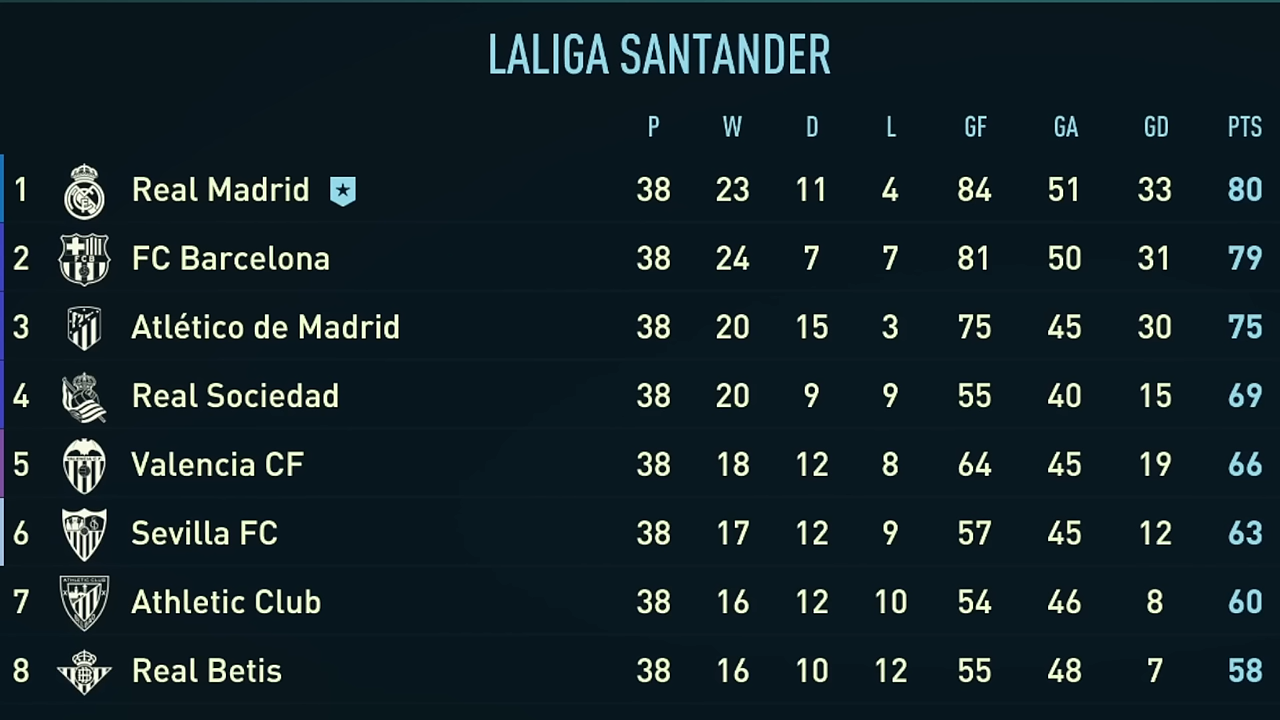 LALIGA SANTANDER
P W D L GF GA GD PTS
1 Real Madrid 38 23 11 4 84 51 33 80
2 FCB FC Barcelona 38 24 7 7 81 50 31 79
3 Atlético de Madrid 38 20 15 3 75 45 30 75
4 Real Sociedad 38 20 9 9 55 40 15 69
5 Valencia CF 38 18 12 8 64 45 19 66
6 Sevilla FC 38 17 12 9 57 45 12 63
7 ATHLETIC CLUB Athletic Club 38 16 12 10 54 46 8 60
8 Real Betis 38 16 10 12 55 48 7 58